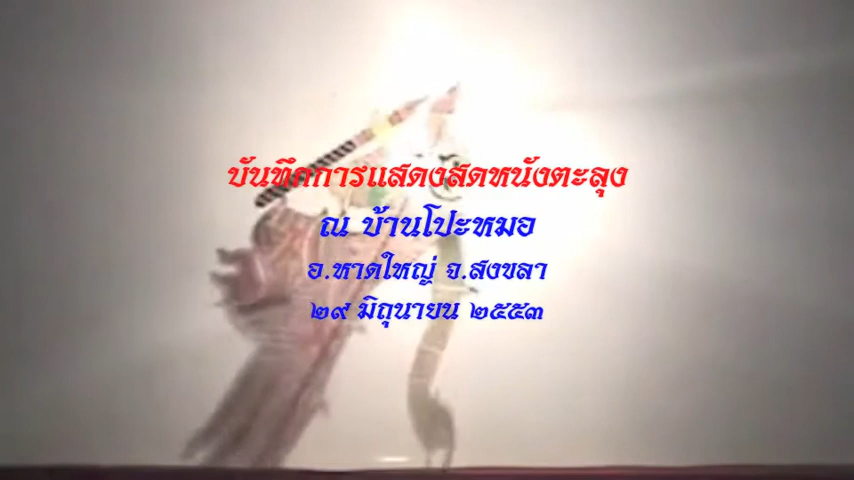 บันทึกการแสดงสดหนังตะลุง
ณ บ้านโปะหมอ
อ.หาดใหญ่ จ.สงขลา
๒๙ มิถุนายน ๒๕๕๓